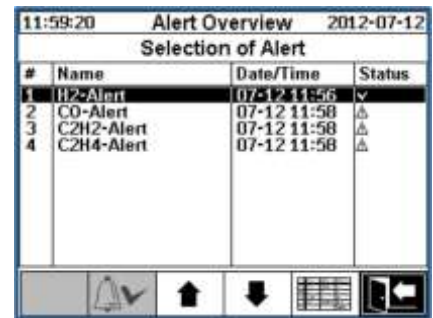 11:59:20 Alert Overview 2012-07-12
Selection of Alert
# Name Date/Time Status
1 H2-Alert 07-12 11:56
2 CO-Alert 07-12 11:58
3 C2H2-Alert 07-12 11:58
4 C2H4-Alert 07-12 11:58